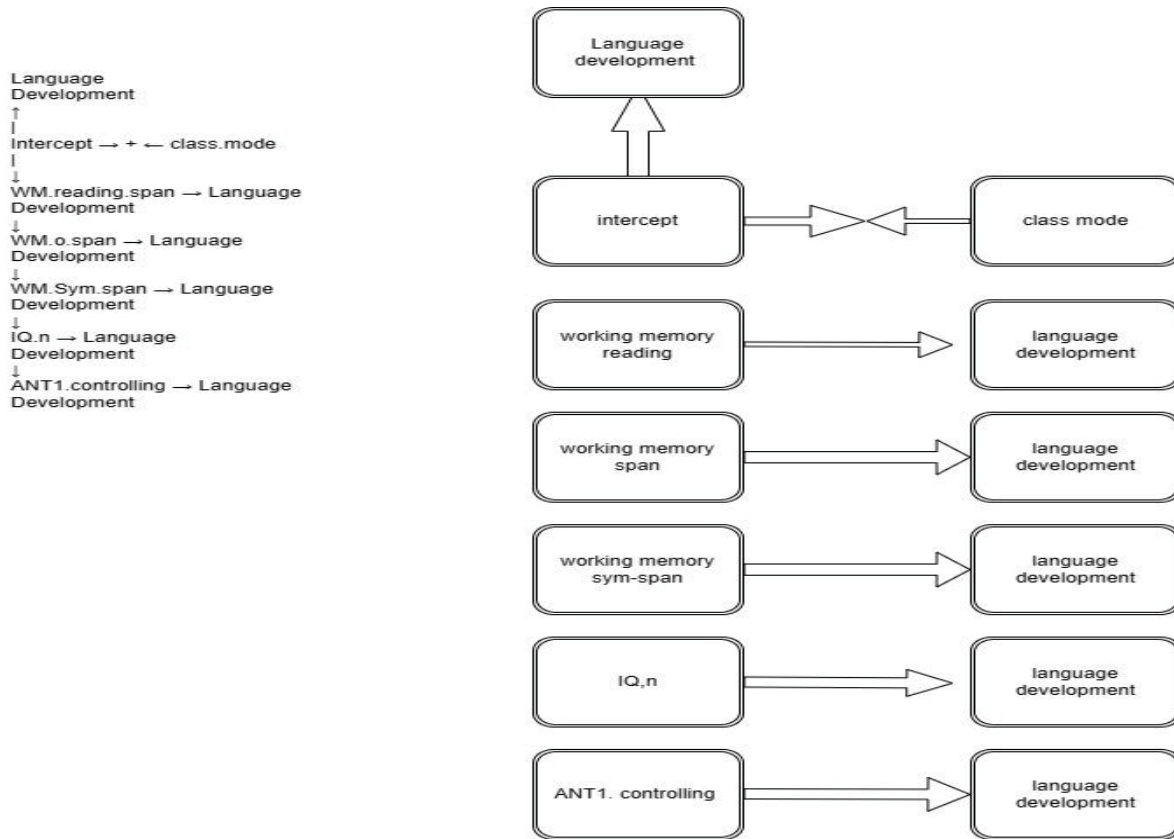 Language
Development
↑
|
Intercept → + ← class.mode
|
↓
WM.reading.span → Language
Development
↓
WM.o.span → Language
Development
↓
WM.Sym.span → Language
Development
↓
IQ.n → Language
Development
↓
ANT1.controlling → Language
Development
Language
development
intercept
class mode
working memory
reading
language
development
working memory
span
language
development
working memory
sym-span
language
development
IQ,n
language
development
ANT1. controlling
language
development